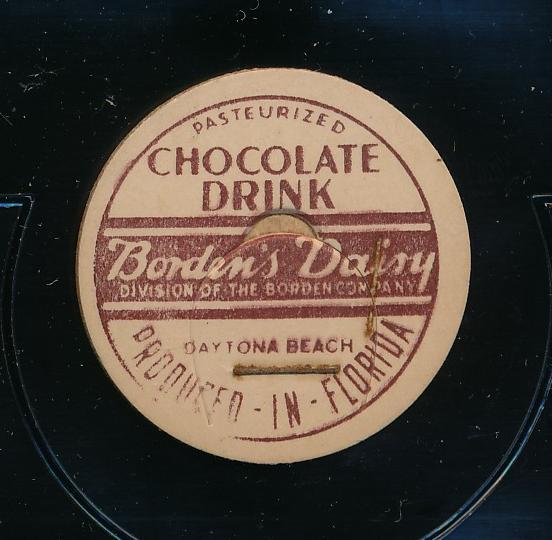 PASTEURIZED
CHOCOLATE
DRINK
Borden's Dairy
DIVISION OF THE BORDEN COMPANY
DAYTONA BEACH
PRODUCED - IN - FLORIDA